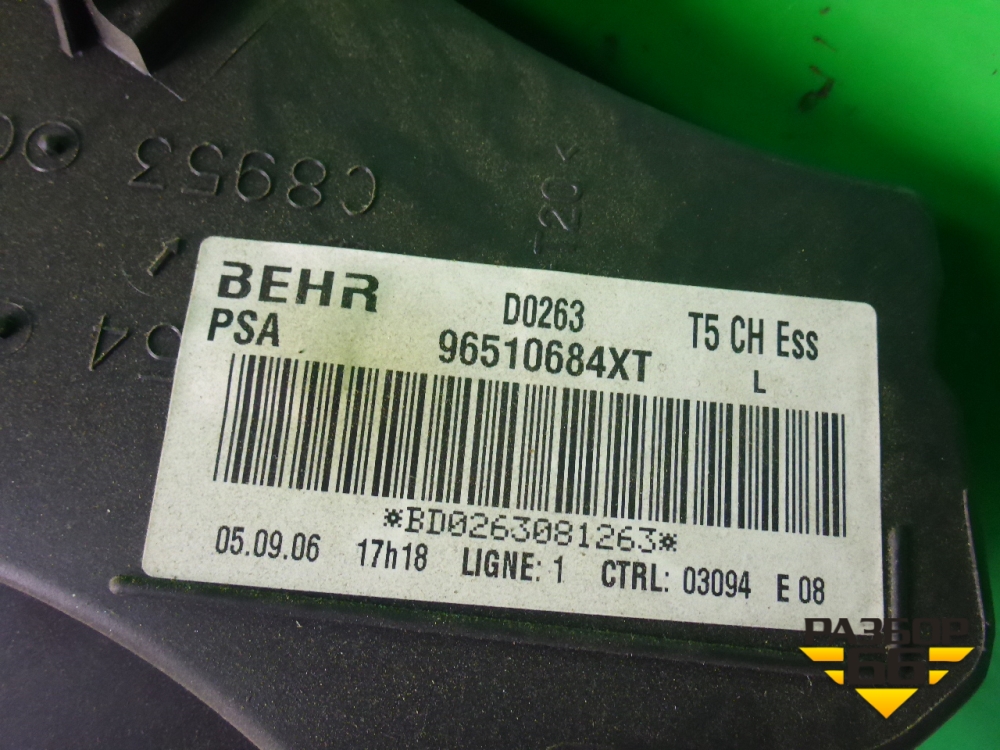 C8953
120<
BEHR
D0263
T5 CH Ess
PSA
96510684XT
L
*BD0263081263*
05.09.06 17h18 LIGNE: 1 CTRL: 03094 E 08
РАЗБОР
66